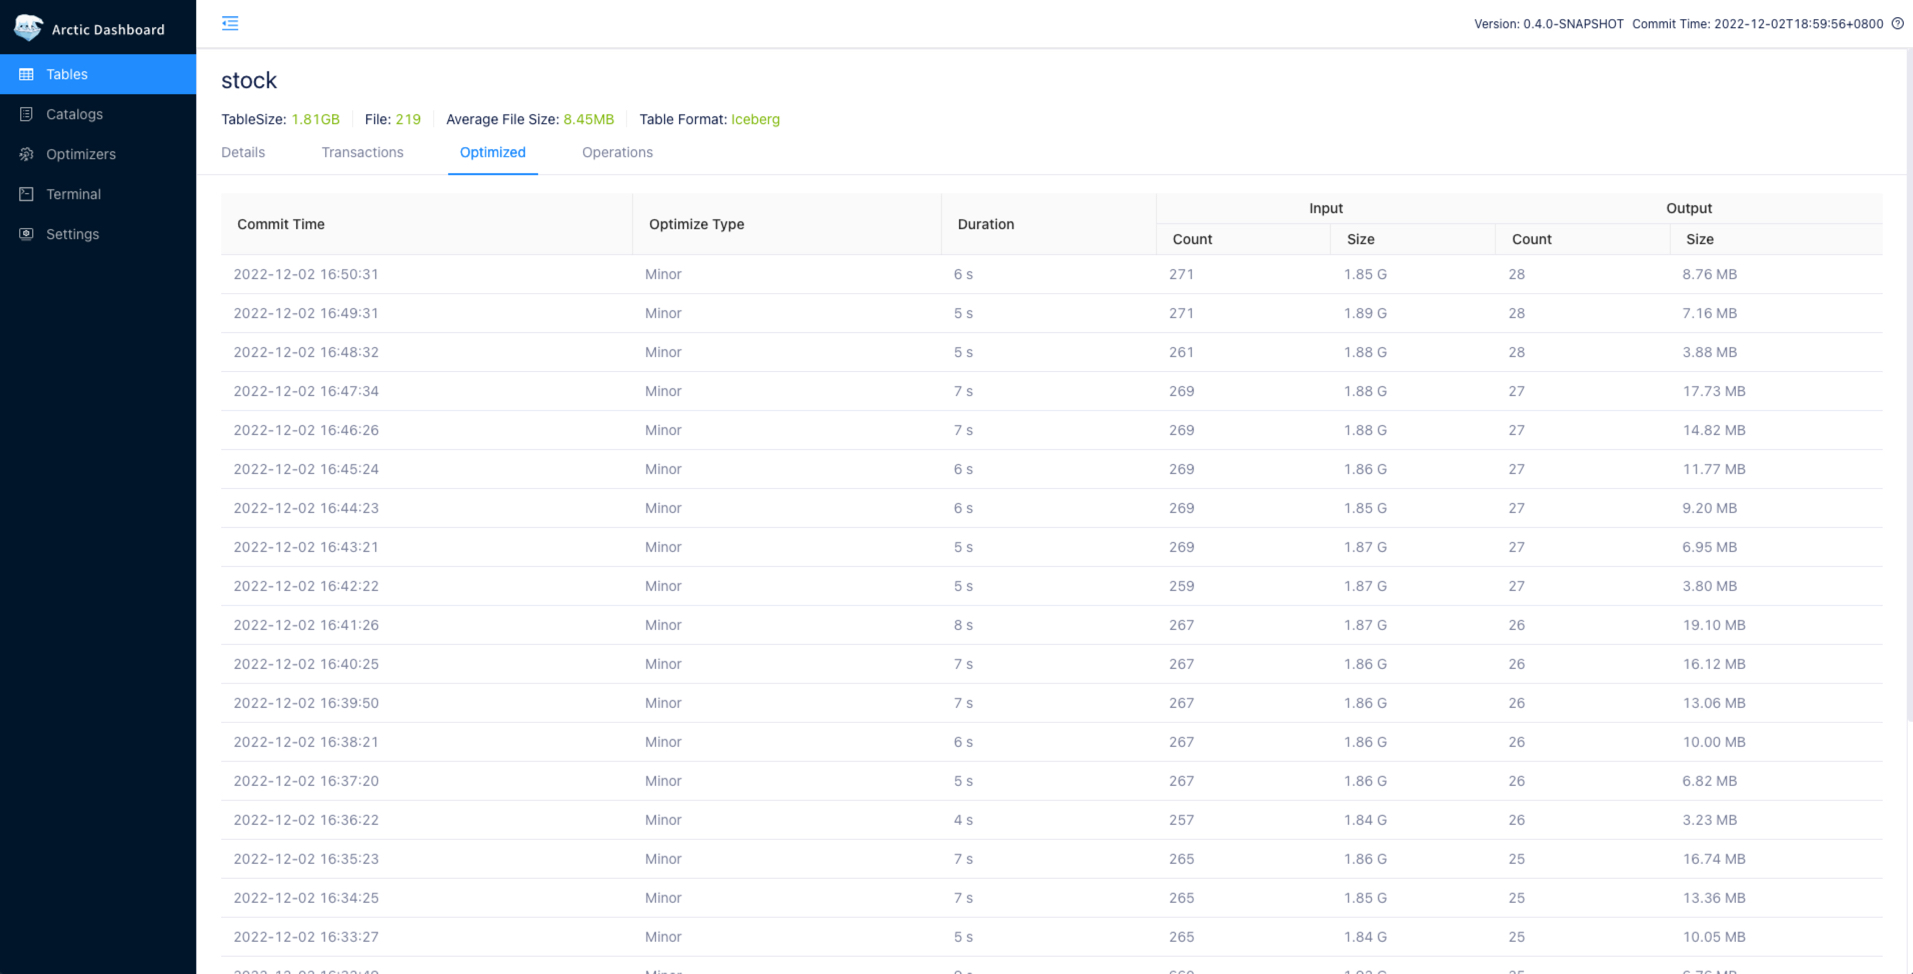 Arctic Dashboard
Version: 0.4.0-SNAPSHOT Commit Time: 2022-12-02T18:59:56+0800
Tables
Catalogs
Optimizers
Terminal
Settings
stock
TableSize: 1.81GB File: 219 Average File Size: 8.45MB Table Format: Iceberg
Details Transactions Optimized Operations
Commit Time Optimize Type Duration Input Output
Count Size Count Size
2022-12-02 16:50:31 Minor 6 s 271 1.85 G 28 8.76 MB
2022-12-02 16:49:31 Minor 5 s 271 1.89 G 28 7.16 MB
2022-12-02 16:48:32 Minor 5 s 261 1.88 G 28 3.88 MB
2022-12-02 16:47:34 Minor 7 s 269 1.88 G 27 17.73 MB
2022-12-02 16:46:26 Minor 7 s 269 1.88 G 27 14.82 MB
2022-12-02 16:45:24 Minor 6 s 269 1.86 G 27 11.77 MB
2022-12-02 16:44:23 Minor 6 s 269 1.85 G 27 9.20 MB
2022-12-02 16:43:21 Minor 5 s 269 1.87 G 27 6.95 MB
2022-12-02 16:42:22 Minor 5 s 259 1.87 G 27 3.80 MB
2022-12-02 16:41:26 Minor 8 s 267 1.87 G 26 19.10 MB
2022-12-02 16:40:25 Minor 7 s 267 1.86 G 26 16.12 MB
2022-12-02 16:39:50 Minor 7 s 267 1.86 G 26 13.06 MB
2022-12-02 16:38:21 Minor 6 s 267 1.86 G 26 10.00 MB
2022-12-02 16:37:20 Minor 5 s 267 1.86 G 26 6.82 MB
2022-12-02 16:36:22 Minor 4 s 257 1.84 G 26 3.23 MB
2022-12-02 16:35:23 Minor 7 s 265 1.86 G 25 16.74 MB
2022-12-02 16:34:25 Minor 7 s 265 1.85 G 25 13.36 MB
2022-12-02 16:33:27 Minor 5 s 265 1.84 G 25 10.05 MB